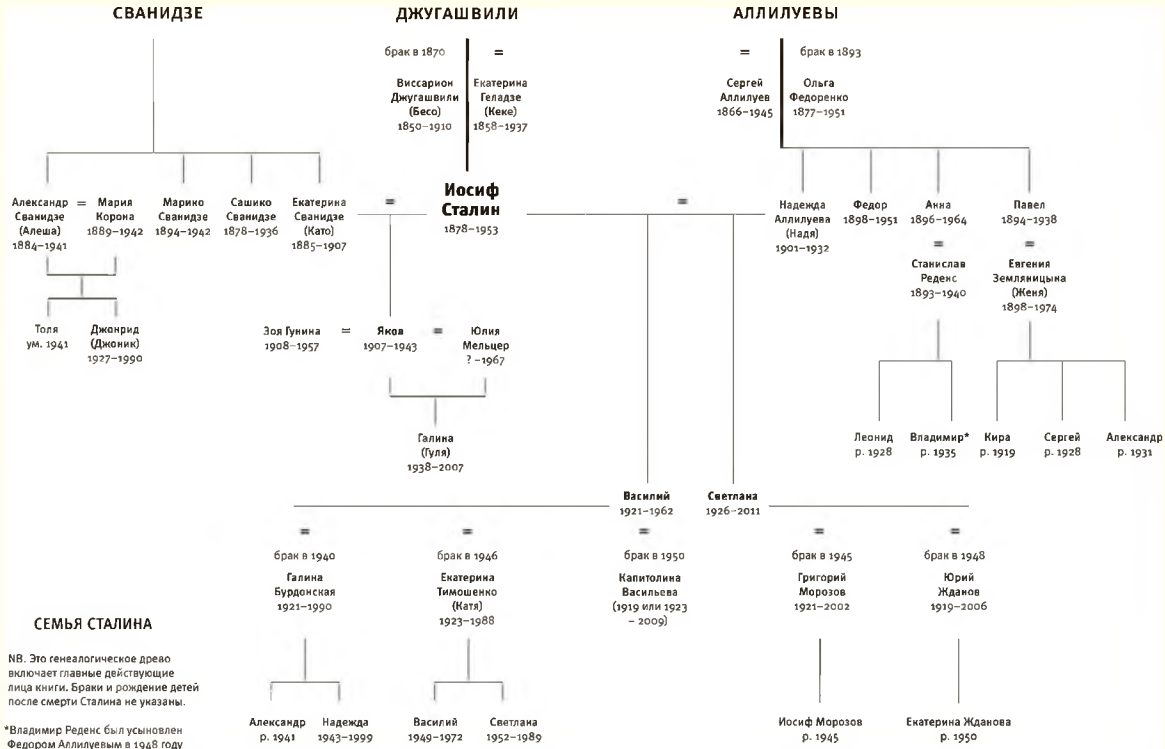 СВАНИДЗЕ
ДЖУГАШВИЛИ
АЛЛИЛУЕВЫ
брак в 1870 =
= брак в 1893
Виссарион
Джугашвили
(Бесо)
1850–1910
Екатерина
Геладзе
(Кеке)
1858–1937
Сергей
Аллилуев
1866–1945
Ольга
Федоренко
1877–1951
Александр
Сванидзе
(Алеша)
1884–1941
=
Мария
Корона
1889–1942
Марико
Сванидзе
1894–1942
Сашико
Сванидзе
1878–1936
Екатерина
Сванидзе
(Като)
1885–1907
=
Иосиф
Сталин
1878–1953
=
Надежда
Аллилуева
(Надя)
1901–1932
Федор
1898–1951
Анна
1896–1964
=
Станислав
Реденс
1893–1940
Павел
1894–1938
=
Евгения
Земляницына
(Женя)
1898–1974
Толя
ум. 1941
Джонрид
(Джоник)
1927–1990
Зоя Гунина
1908–1957
=
Яков
1907–1943
=
Юлия
Мельцер
? –1967
Галина
(Гуля)
1938–2007
Леонид
р. 1928
Владимир*
р. 1935
Кира
р. 1919
Сергей
р. 1928
Александр
р. 1931
Василий
1921–1962
Светлана
1926–2011
=
брак в 1940
Галина
Бурдонская
1921–1990
=
брак в 1946
Екатерина
Тимошенко
(Катя)
1923–1988
=
брак в 1950
Капитолина
Васильева
(1919 или 1923
– 2009)
=
брак в 1945
Григорий
Морозов
1921–2002
=
брак в 1948
Юрий
Жданов
1919–2006
Александр
р. 1941
Надежда
1943–1999
Василий
1949–1972
Светлана
1952–1989
Иосиф Морозов
р. 1945
Екатерина Жданова
р. 1950
СЕМЬЯ СТАЛИНА
NB. Это генеалогическое древо
включает главные действующие
лица книги. Браки и рождение детей
после смерти Сталина не указаны.
*Владимир Реденс был усыновлен
Федором Аллилуевым в 1948 году